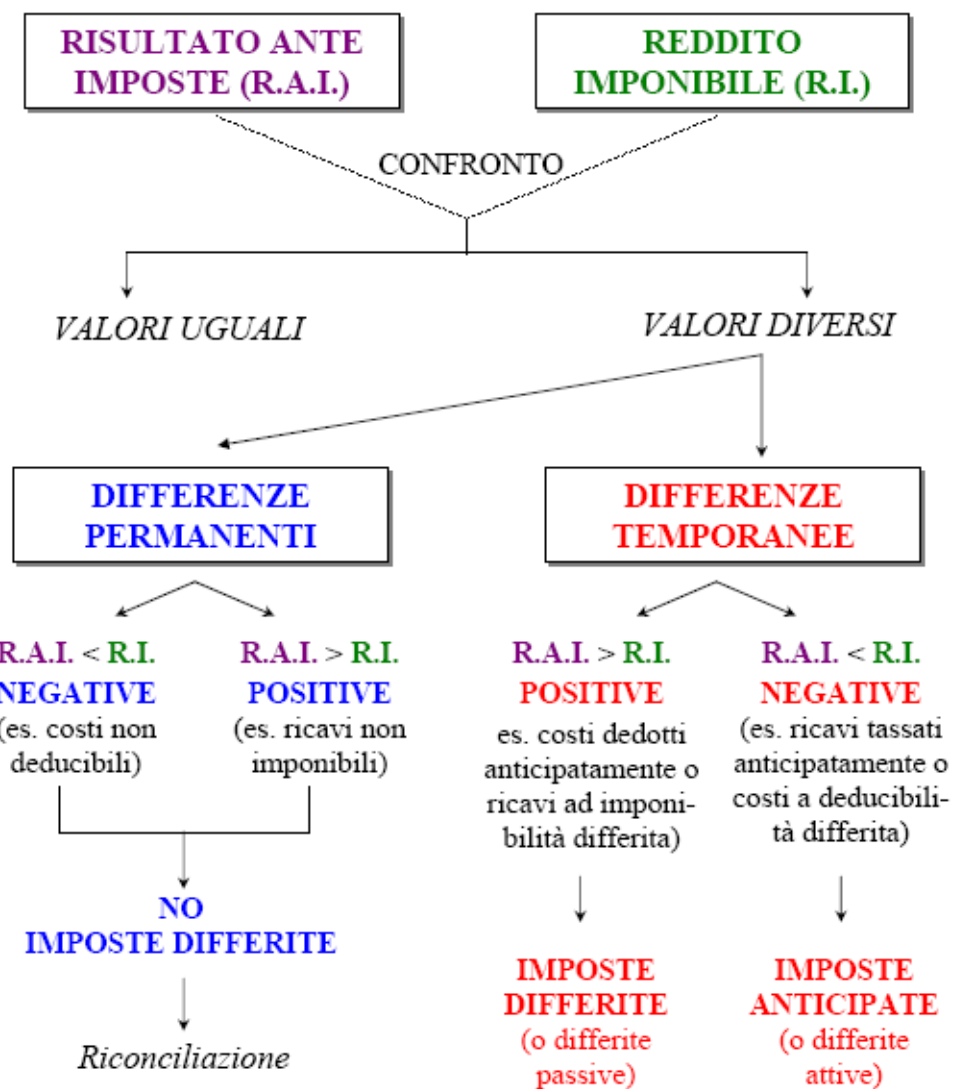 RISULTATO ANTE
IMPOSTE (R.A.I.)
REDDITO
IMPONIBILE (R.I.)
CONFRONTO
VALORI UGUALI
VALORI DIVERSI
DIFFERENZE
PERMANENTI
DIFFERENZE
TEMPORANEE
R.A.I. < R.I.
NEGATIVE
(es. costi non
deducibili)
R.A.I. > R.I.
POSITIVE
(es. ricavi non
imponibili)
R.A.I. > R.I.
POSITIVE
es. costi dedotti
anticipatamente o
ricavi ad imponi-
bilità differita)
R.A.I. < R.I.
NEGATIVE
(es. ricavi tassati
anticipatamente o
costi a deducibili-
tà differita)
NO
IMPOSTE DIFFERITE
Riconciliazione
IMPOSTE
DIFFERITE
(o differite
passive)
IMPOSTE
ANTICIPATE
(o differite
attive)